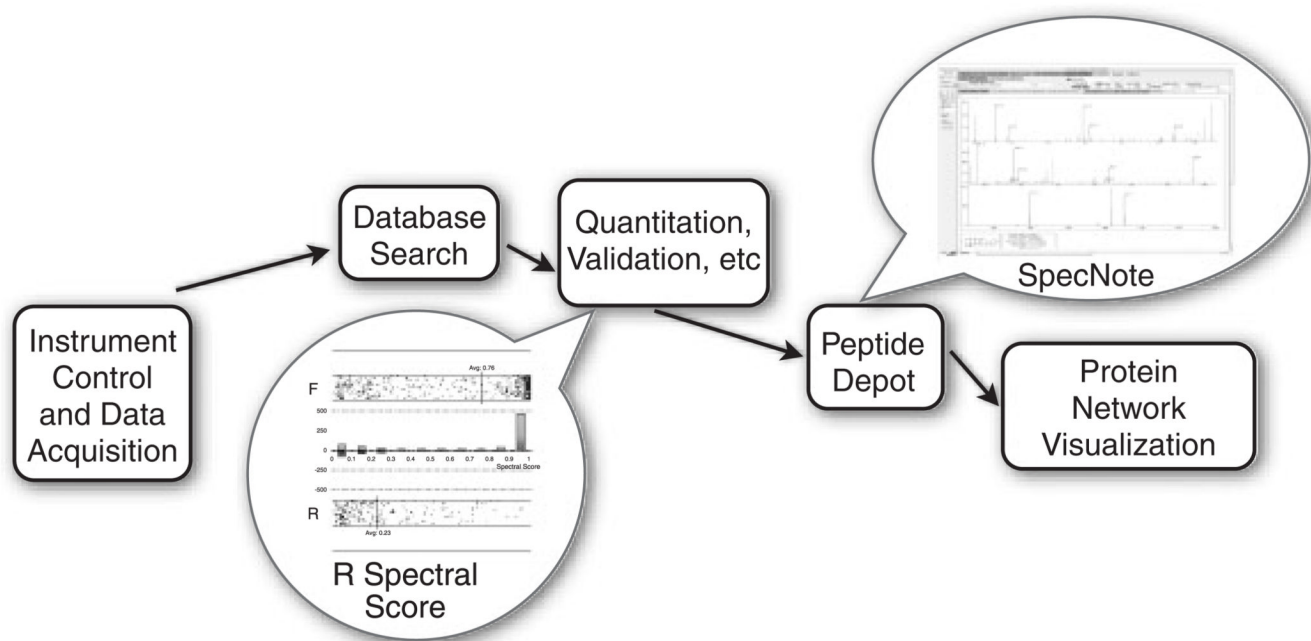 Instrument
Control
and Data
Acquisition
Database
Search
Quantitation,
Validation, etc
Peptide
Depot
Protein
Network
Visualization
SpecNote
Avg: 0.76
F
500
250
0
0 0.1 0.2 0.3 0.4 0.5 0.6 0.7 0.8 0.9 1
Spectral Score
-250
-500
R
Avg: 0.23
R Spectral
Score